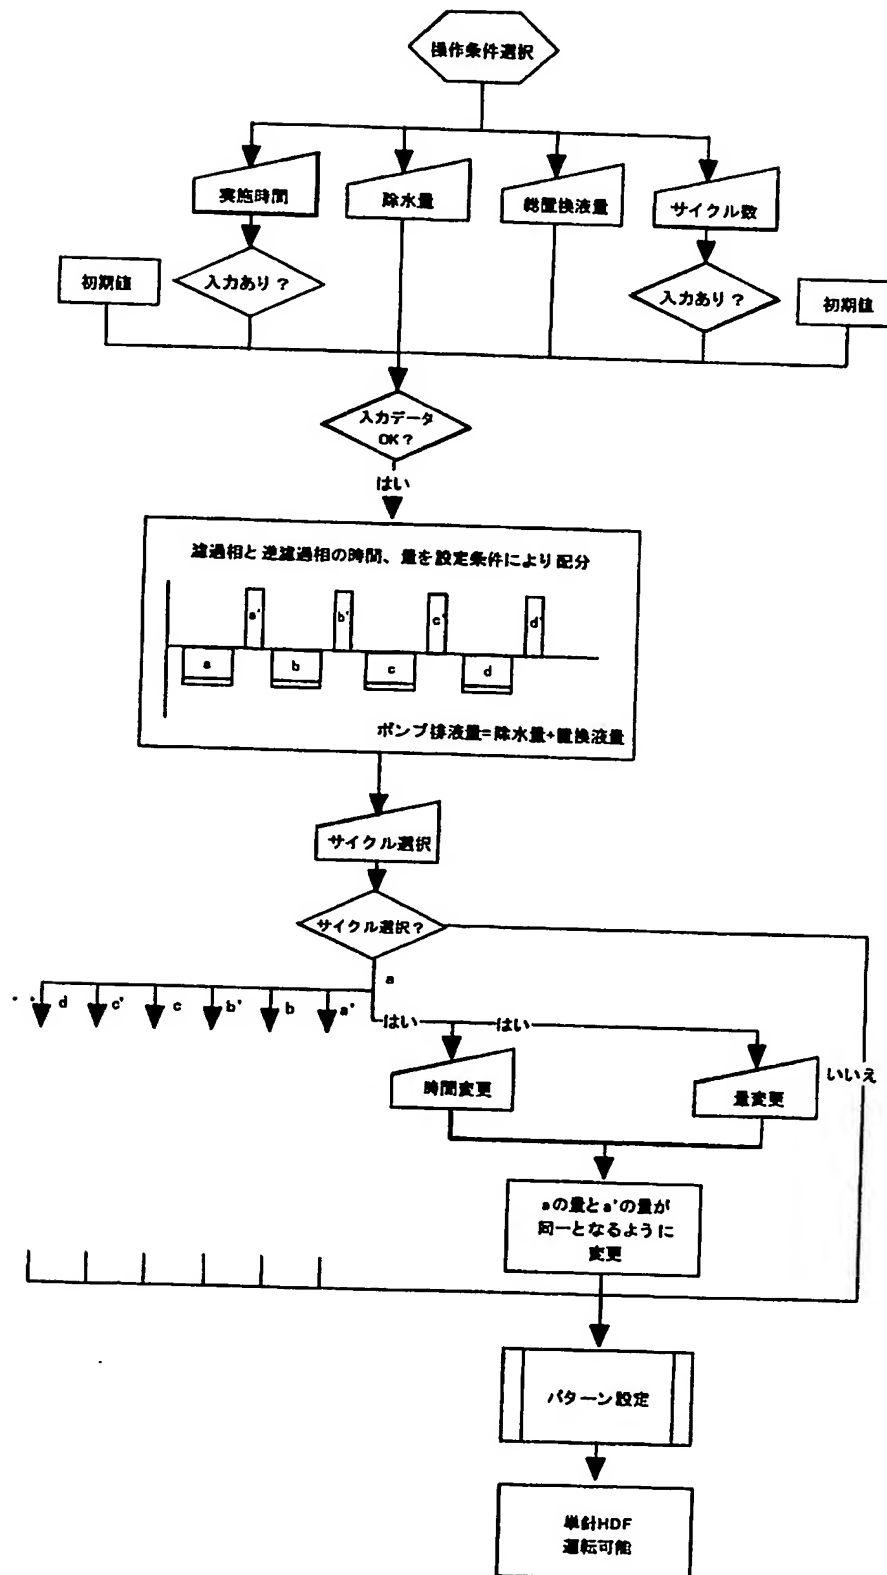 操作条件選択
実施時間
除水量
総置換液量
サイクル数
初期値
入力あり?
入力あり?
初期値
入力データ
OK?
はい
濾過相と逆濾過相の時間、量を設定条件により配分
a'
b'
c'
d'
a
b
c
d
ポンプ排液量=除水量+置換液量
サイクル選択
サイクル選択?
a
d
c'
c
b'
b
a'
はい
はい
いいえ
時間変更
量変更
aの量とa'の量が
同一となるように
変更
パターン設定
単針HDF
運転可能